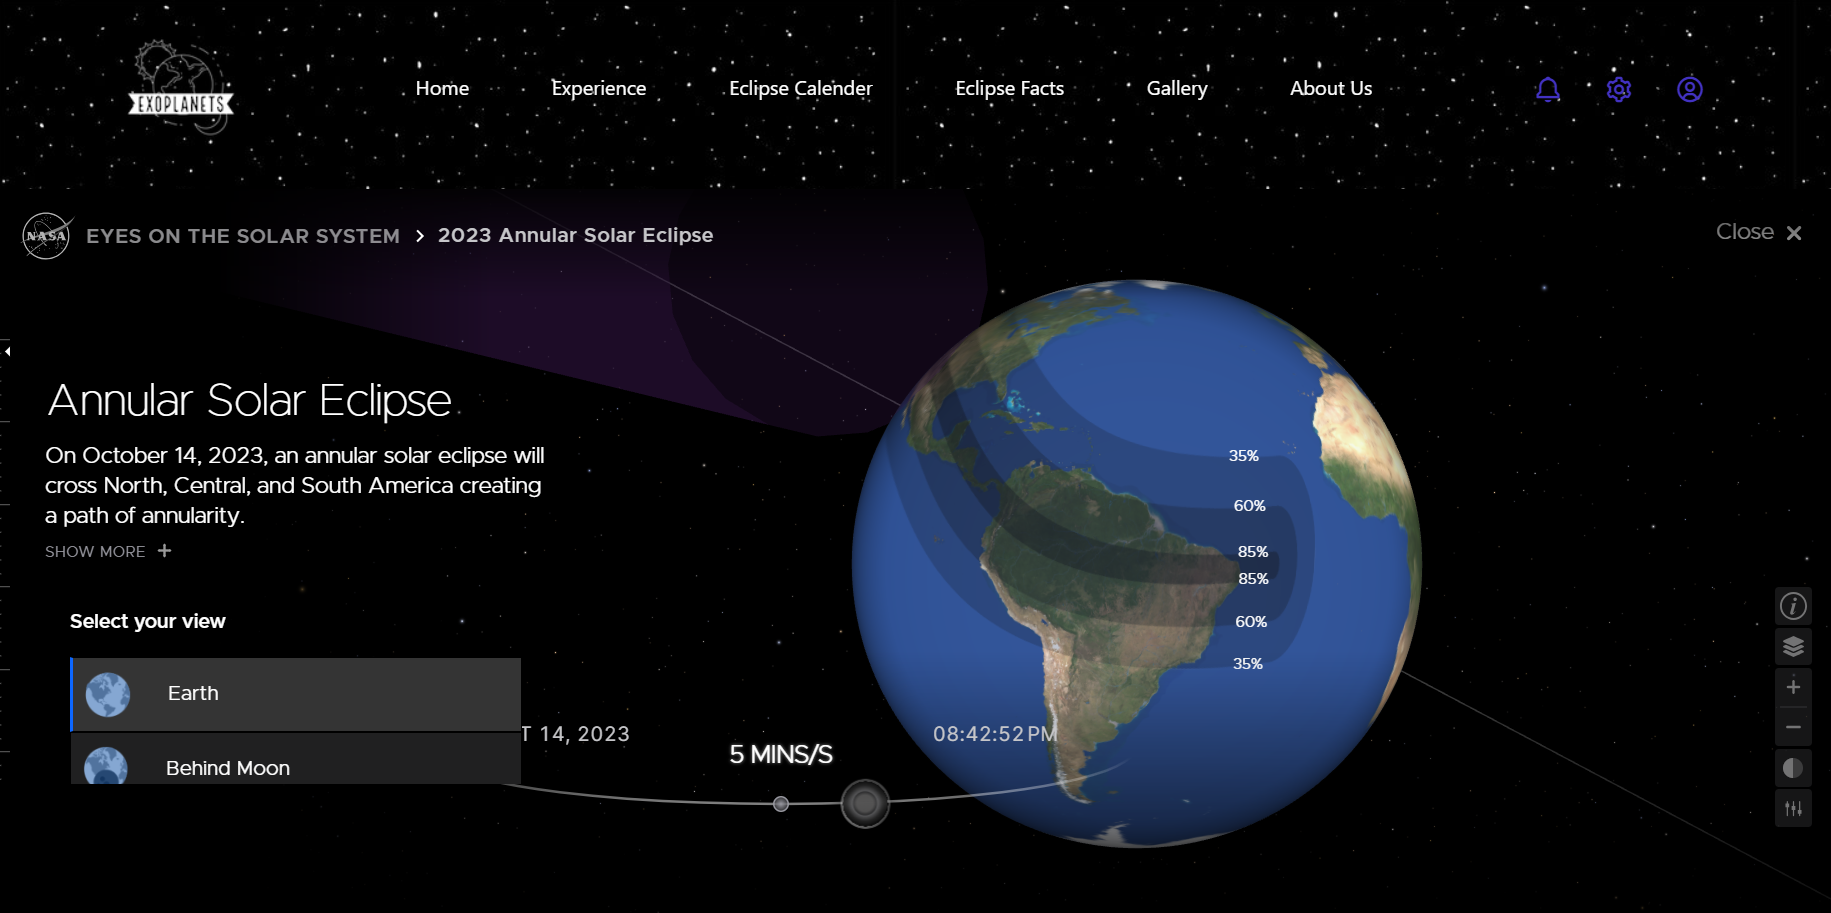 EXOPLANETS
Home Experience Eclipse Calender Eclipse Facts Gallery About Us
NASA
EYES ON THE SOLAR SYSTEM > 2023 Annular Solar Eclipse
Close ×
Annular Solar Eclipse
On October 14, 2023, an annular solar eclipse will
cross North, Central, and South America creating
a path of annularity.
SHOW MORE +
Select your view
Earth
Behind Moon
35%
60%
85%
85%
60%
35%
T 14, 2023
08:42:52 PM
5 MINS/S